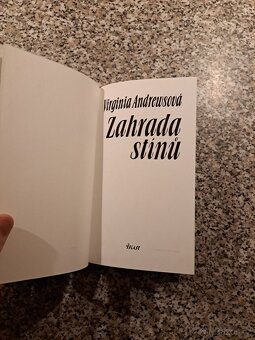 Virginia Andrewsová
Zahrada
stínů
IKAR